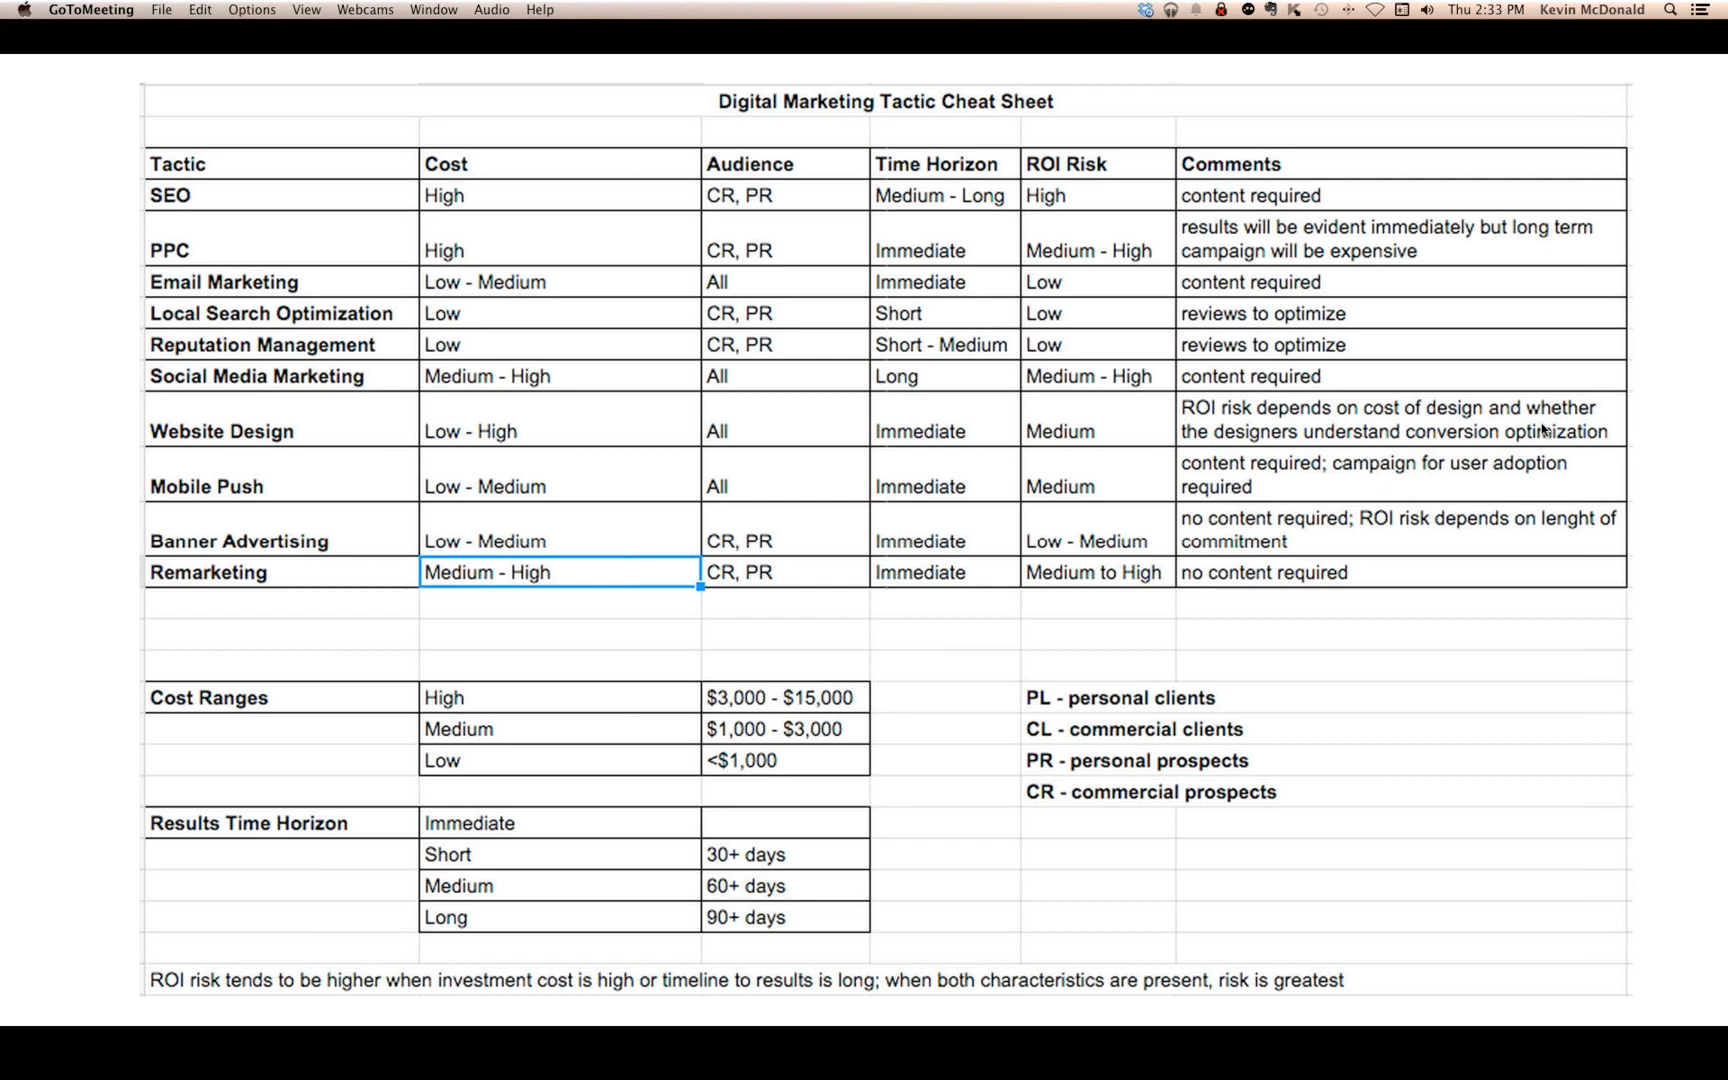 GoToMeeting File Edit Options View Webcams Window Audio Help Thu 2:33 PM Kevin McDonald
Digital Marketing Tactic Cheat Sheet
Tactic Cost Audience Time Horizon ROI Risk Comments
SEO High CR, PR Medium - Long High content required
results will be evident immediately but long term
PPC High CR, PR Immediate Medium - High campaign will be expensive
Email Marketing Low - Medium All Immediate Low content required
Local Search Optimization Low CR, PR Short Low reviews to optimize
Reputation Management Low CR, PR Short - Medium Low reviews to optimize
Social Media Marketing Medium - High All Long Medium - High content required
ROI risk depends on cost of design and whether
Website Design Low - High All Immediate Medium the designers understand conversion optimization
content required; campaign for user adoption
Mobile Push Low - Medium All Immediate Medium required
no content required; ROI risk depends on lenght of
Banner Advertising Low - Medium CR, PR Immediate Low - Medium commitment
Remarketing Medium - High CR, PR Immediate Medium to High no content required
Cost Ranges High $3,000 - $15,000 PL - personal clients
Medium $1,000 - $3,000 CL - commercial clients
Low <$1,000 PR - personal prospects
CR - commercial prospects
Results Time Horizon Immediate
Short 30+ days
Medium 60+ days
Long 90+ days
ROI risk tends to be higher when investment cost is high or timeline to results is long; when both characteristics are present, risk is greatest